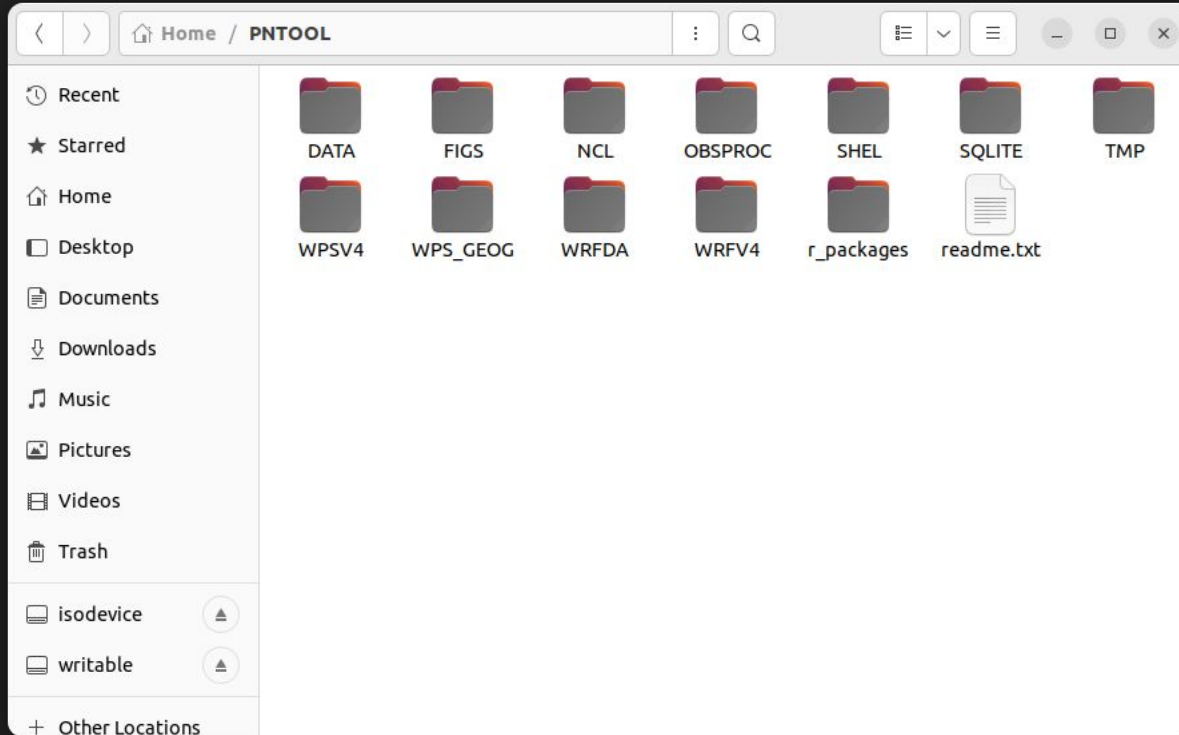 Home / PNTOOL
Recent
Starred
Home
Desktop
Documents
Downloads
Music
Pictures
Videos
Trash
isodevice
writable
+ Other Locations
DATA FIGS NCL OBSPROC SHEL SQLITE TMP
WPSV4 WPS_GEOG WRFDA WRFV4 r_packages readme.txt